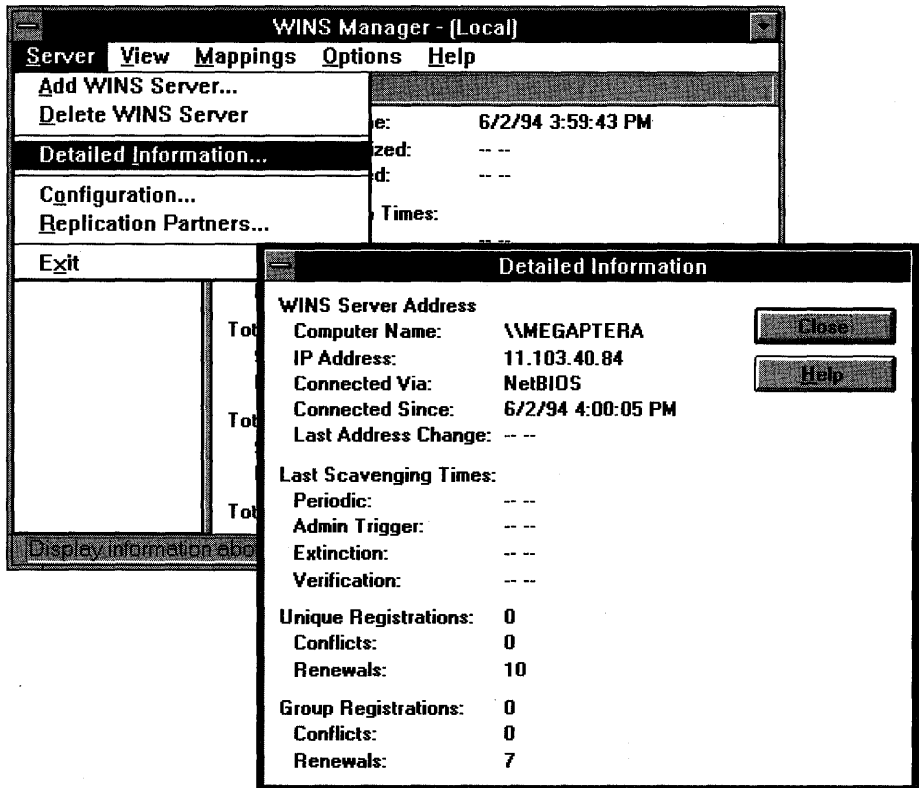 WINS Manager - (Local)
Server View Mappings Options Help
Add WINS Server...
Delete WINS Server
Detailed Information...
Configuration...
Replication Partners...
Exit
6/2/94 3:59:43 PM
-- --
-- --
Times:
-- --
Detailed Information
WINS Server Address
Computer Name: \\MEGAPTERA
IP Address: 11.103.40.84
Connected Via: NetBIOS
Connected Since: 6/2/94 4:00:05 PM
Last Address Change: -- --
Last Scavenging Times:
Periodic: -- --
Admin Trigger: -- --
Extinction: -- --
Verification: -- --
Unique Registrations: 0
Conflicts: 0
Renewals: 10
Group Registrations: 0
Conflicts: 0
Renewals: 7
Close
Help
Display information